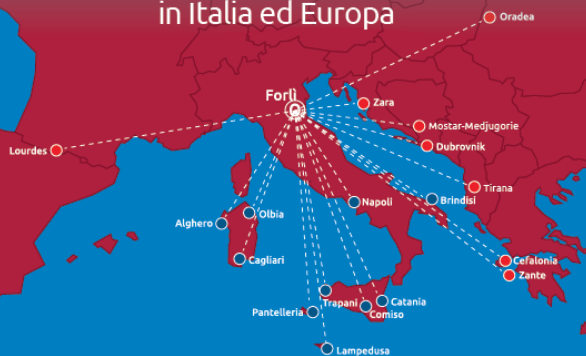 in Italia ed Europa
Oradea
Forlì
Zara
Mostar-Medjugorie
Dubrovnik
Lourdes
Tirana
Napoli
Brindisi
Olbia
Alghero
Cagliari
Cefalonia
Zante
Trapani
Catania
Pantelleria
Comiso
Lampedusa